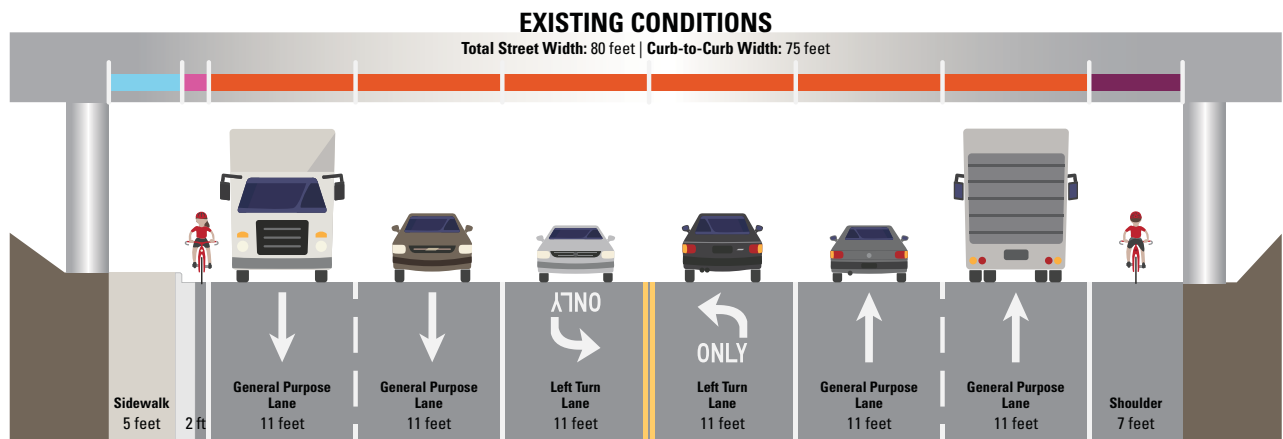 EXISTING CONDITIONS
Total Street Width: 80 feet | Curb-to-Curb Width: 75 feet
ONLY
ONLY
Sidewalk
5 feet
2 ft
General Purpose
Lane
11 feet
General Purpose
Lane
11 feet
Left Turn
Lane
11 feet
Left Turn
Lane
11 feet
General Purpose
Lane
11 feet
General Purpose
Lane
11 feet
Shoulder
7 feet